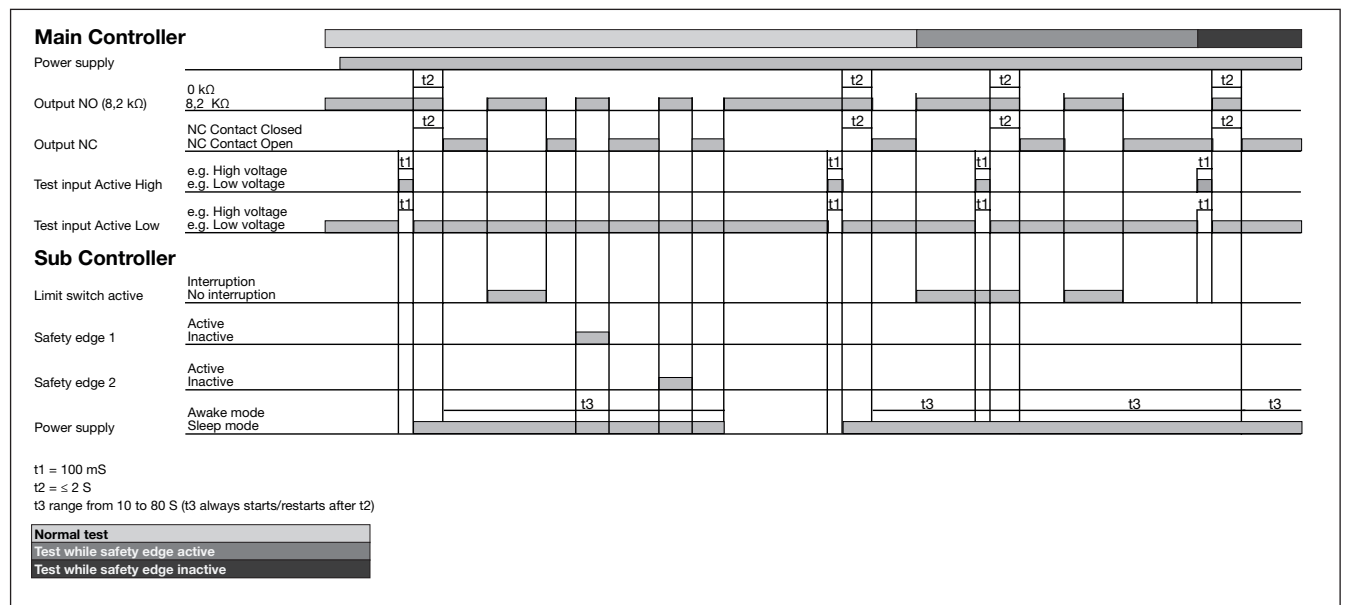 Main Controller
Power supply
t2 t2 t2 t2
0 kΩ
Output NO (8,2 kΩ) 8,2 KΩ
t2 t2 t2 t2
NC Contact Closed
Output NC NC Contact Open
t1 t1 t1 t1
e.g. High voltage
Test input Active High e.g. Low voltage
t1 t1 t1 t1
e.g. High voltage
Test input Active Low e.g. Low voltage
Sub Controller
Interruption
Limit switch active No interruption
Active
Safety edge 1 Inactive
Active
Safety edge 2 Inactive
t3 t3 t3 t3
Awake mode
Power supply Sleep mode
t1 = 100 mS
t2 = ≤ 2 S
t3 range from 10 to 80 S (t3 always starts/restarts after t2)
Normal test
Test while safety edge active
Test while safety edge inactive